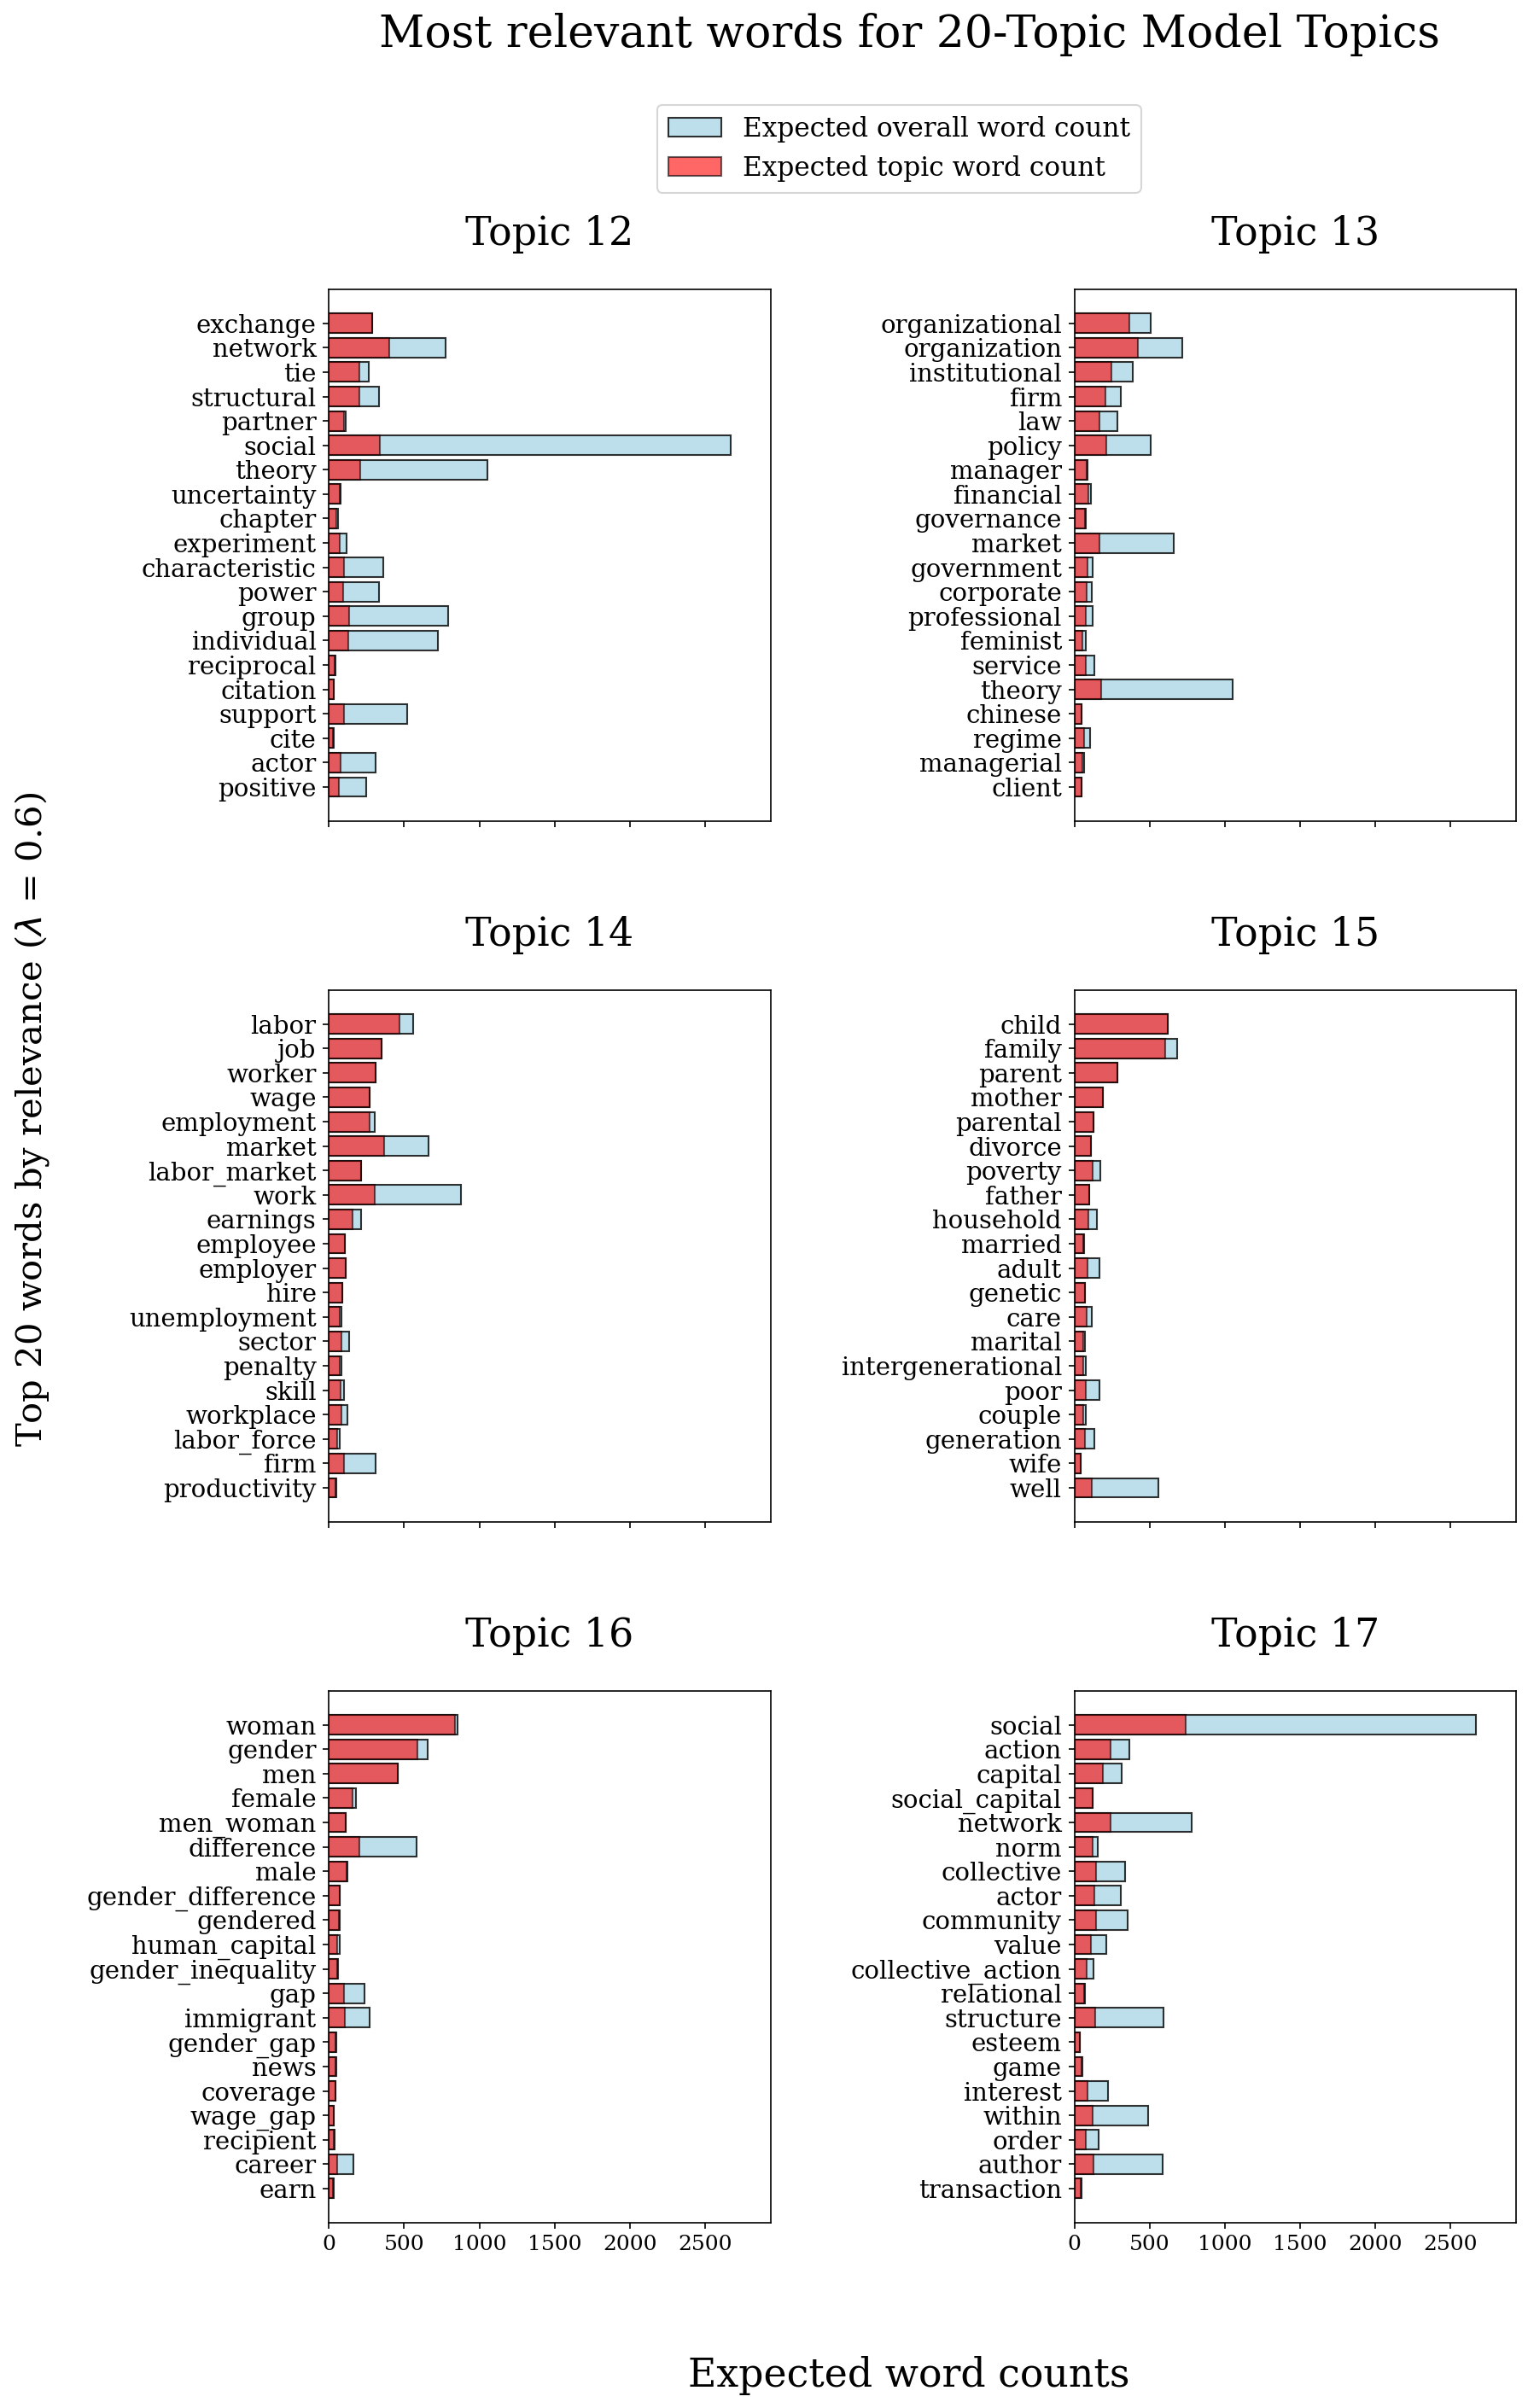 Most relevant words for 20-Topic Model Topics
Expected overall word count
Expected topic word count
Top 20 words by relevance (λ = 0.6)
Topic 12
exchange
network
tie
structural
partner
social
theory
uncertainty
chapter
experiment
characteristic
power
group
individual
reciprocal
citation
support
cite
actor
positive
Topic 13
organizational
organization
institutional
firm
law
policy
manager
financial
governance
market
government
corporate
professional
feminist
service
theory
chinese
regime
managerial
client
Topic 14
labor
job
worker
wage
employment
market
labor_market
work
earnings
employee
employer
hire
unemployment
sector
penalty
skill
workplace
labor_force
firm
productivity
Topic 15
child
family
parent
mother
parental
divorce
poverty
father
household
married
adult
genetic
care
marital
intergenerational
poor
couple
generation
wife
well
Topic 16
woman
gender
men
female
men_woman
difference
male
gender_difference
gendered
human_capital
gender_inequality
gap
immigrant
gender_gap
news
coverage
wage_gap
recipient
career
earn
0 500 1000 1500 2000 2500
Topic 17
social
action
capital
social_capital
network
norm
collective
actor
community
value
collective_action
relational
structure
esteem
game
interest
within
order
author
transaction
0 500 1000 1500 2000 2500
Expected word counts